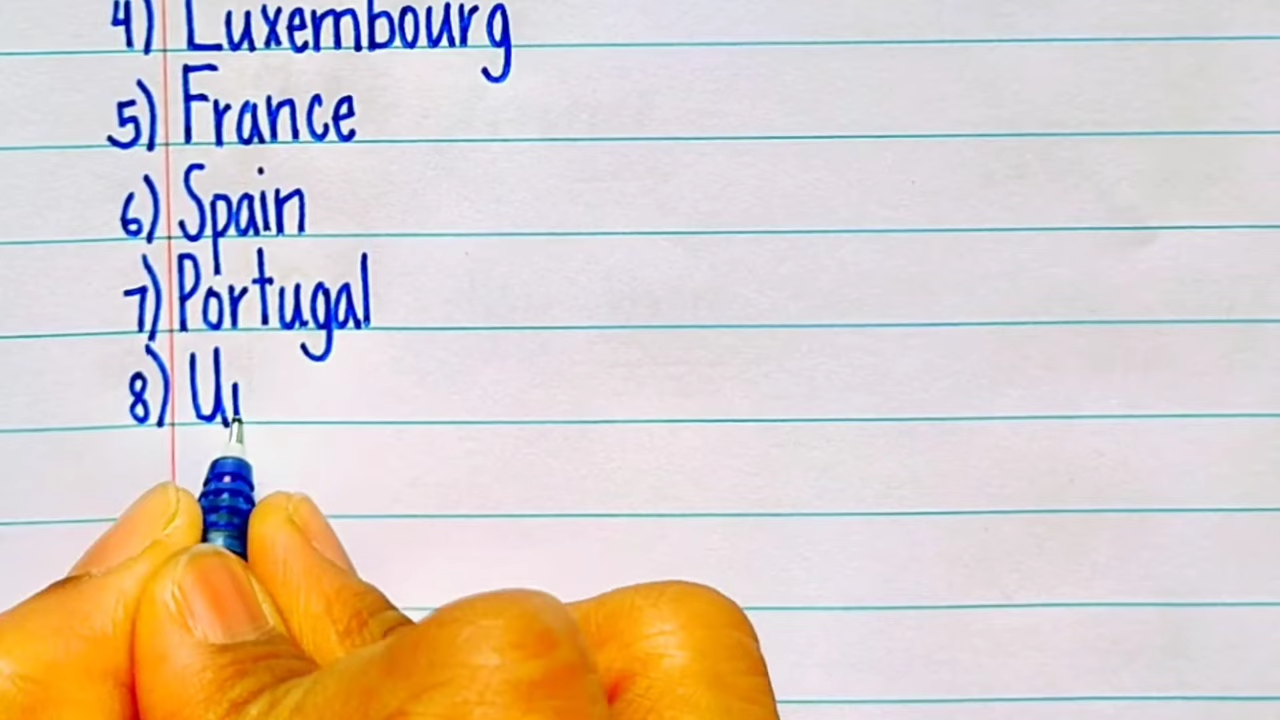 4) Luxembourg
5) France
6) Spain
7) Portugal
8) U